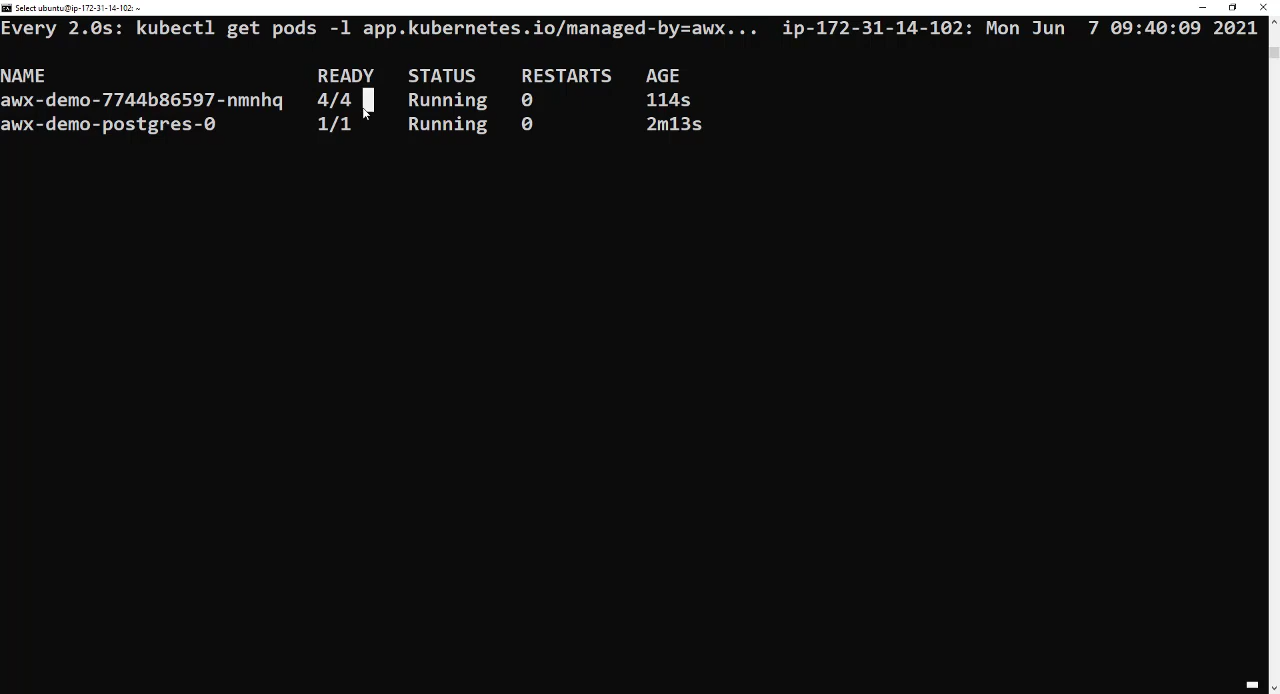 Select ubuntu@ip-172-31-14-102: ~
Every 2.0s: kubectl get pods -l app.kubernetes.io/managed-by=awx...  ip-172-31-14-102: Mon Jun  7 09:40:09 2021
NAME                        READY   STATUS    RESTARTS   AGE
awx-demo-7744b86597-nmnhq   4/4     Running   0          114s
awx-demo-postgres-0         1/1     Running   0          2m13s